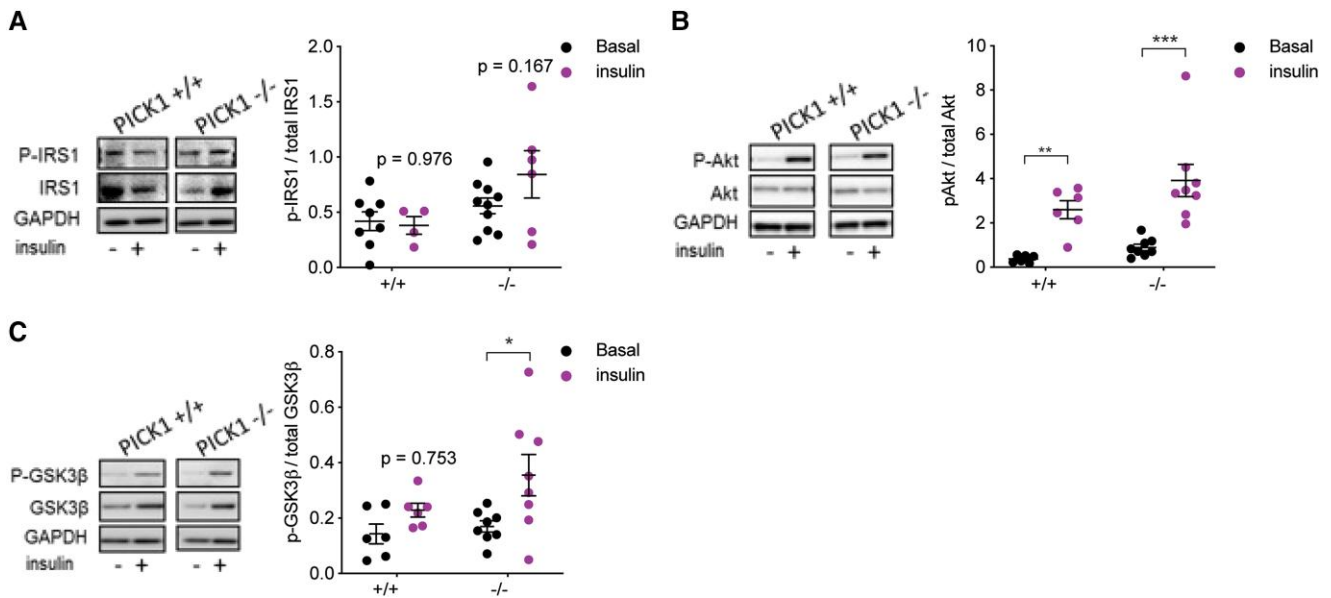 A
PICK1 +/+
PICK1 -/-
P-IRS1
IRS1
GAPDH
insulin - + - +
p-IRS1 / total IRS1
2.0
1.5
1.0
0.5
0.0
p = 0.976
p = 0.167
+/+
-/-
Basal
insulin
B
PICK1 +/+
PICK1 -/-
P-Akt
Akt
GAPDH
insulin - + - +
pAkt / total Akt
10
8
6
4
2
0
**
***
+/+
-/-
Basal
insulin
C
PICK1 +/+
PICK1 -/-
P-GSK3β
GSK3β
GAPDH
insulin - + - +
p-GSK3β / total GSK3β
0.8
0.6
0.4
0.2
0.0
p = 0.753
*
+/+
-/-
Basal
insulin